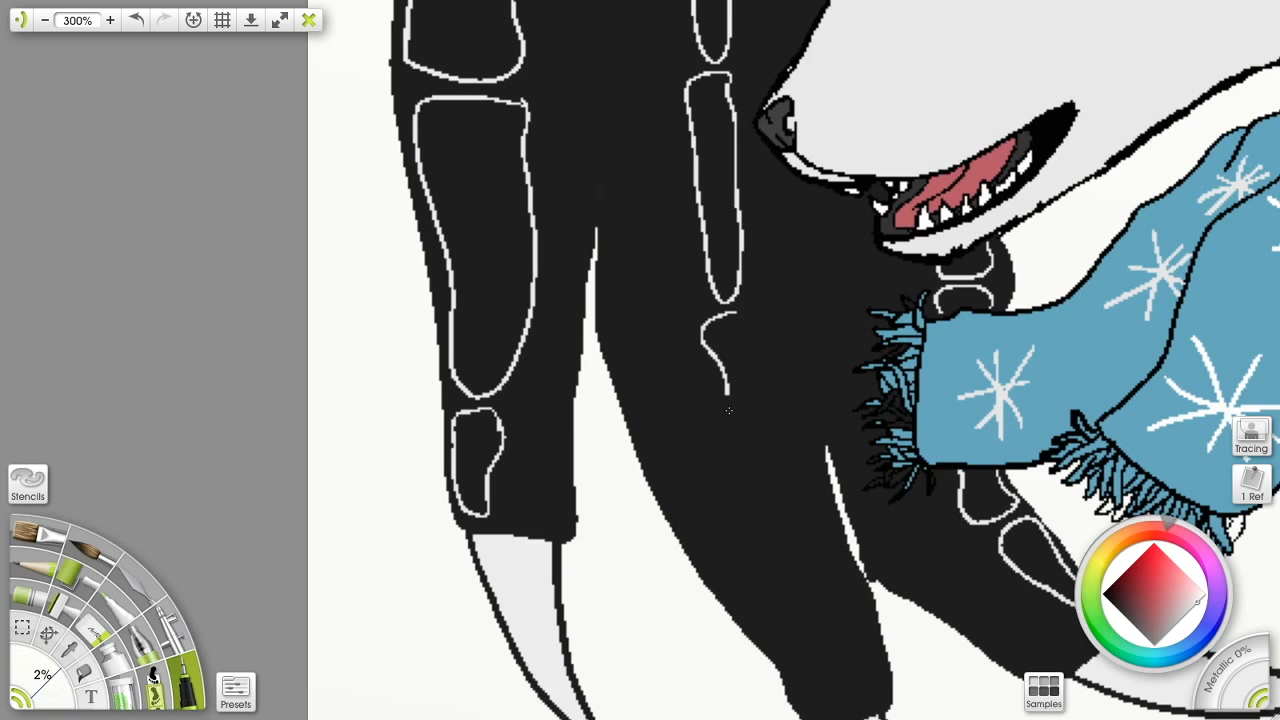 300%
Stencils
Tracing
1 Ref
2%
T
Presets
Samples
Metallic 0%